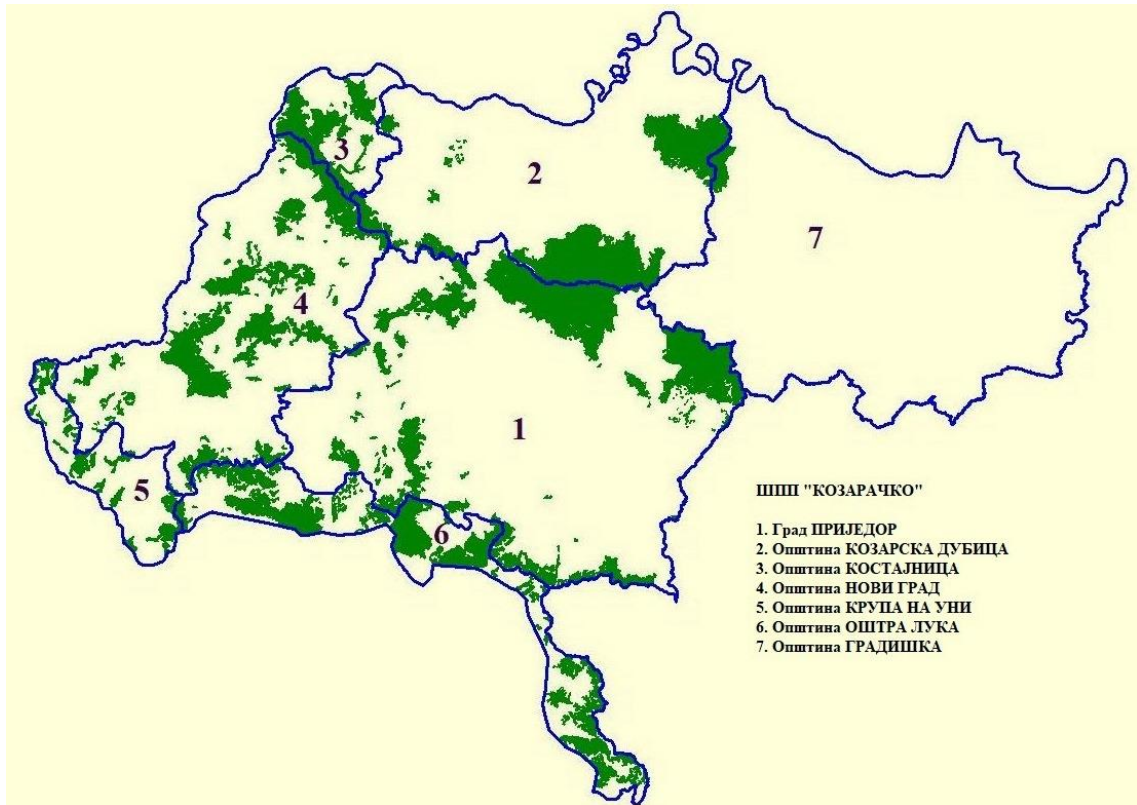 3
2
7
4
1
5
6
ШПП "КОЗАРАЧКО"
1. Град ПРИЈЕДОР
2. Општина КОЗАРСКА ДУБИЦА
3. Општина КОСТАЈНИЦА
4. Општина НОВИ ГРАД
5. Општина КРУПА НА УНИ
6. Општина ОШТРА ЛУКА
7. Општина ГРАДИШКА